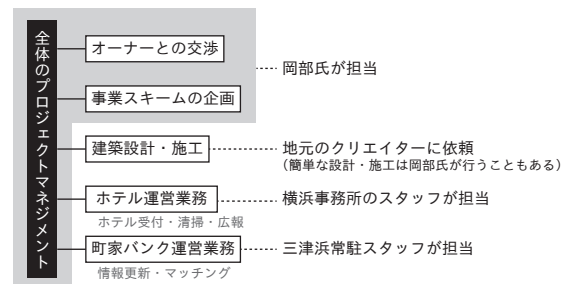 全体のプロジェクトマネジメント
オーナーとの交渉
事業スキームの企画
岡部氏が担当
建築設計・施工
地元のクリエイターに依頼
(簡単な設計・施工は岡部氏が行うこともある)
ホテル運営業務
横浜事務所のスタッフが担当
ホテル受付・清掃・広報
町家バンク運営業務
三津浜常駐スタッフが担当
情報更新・マッチング